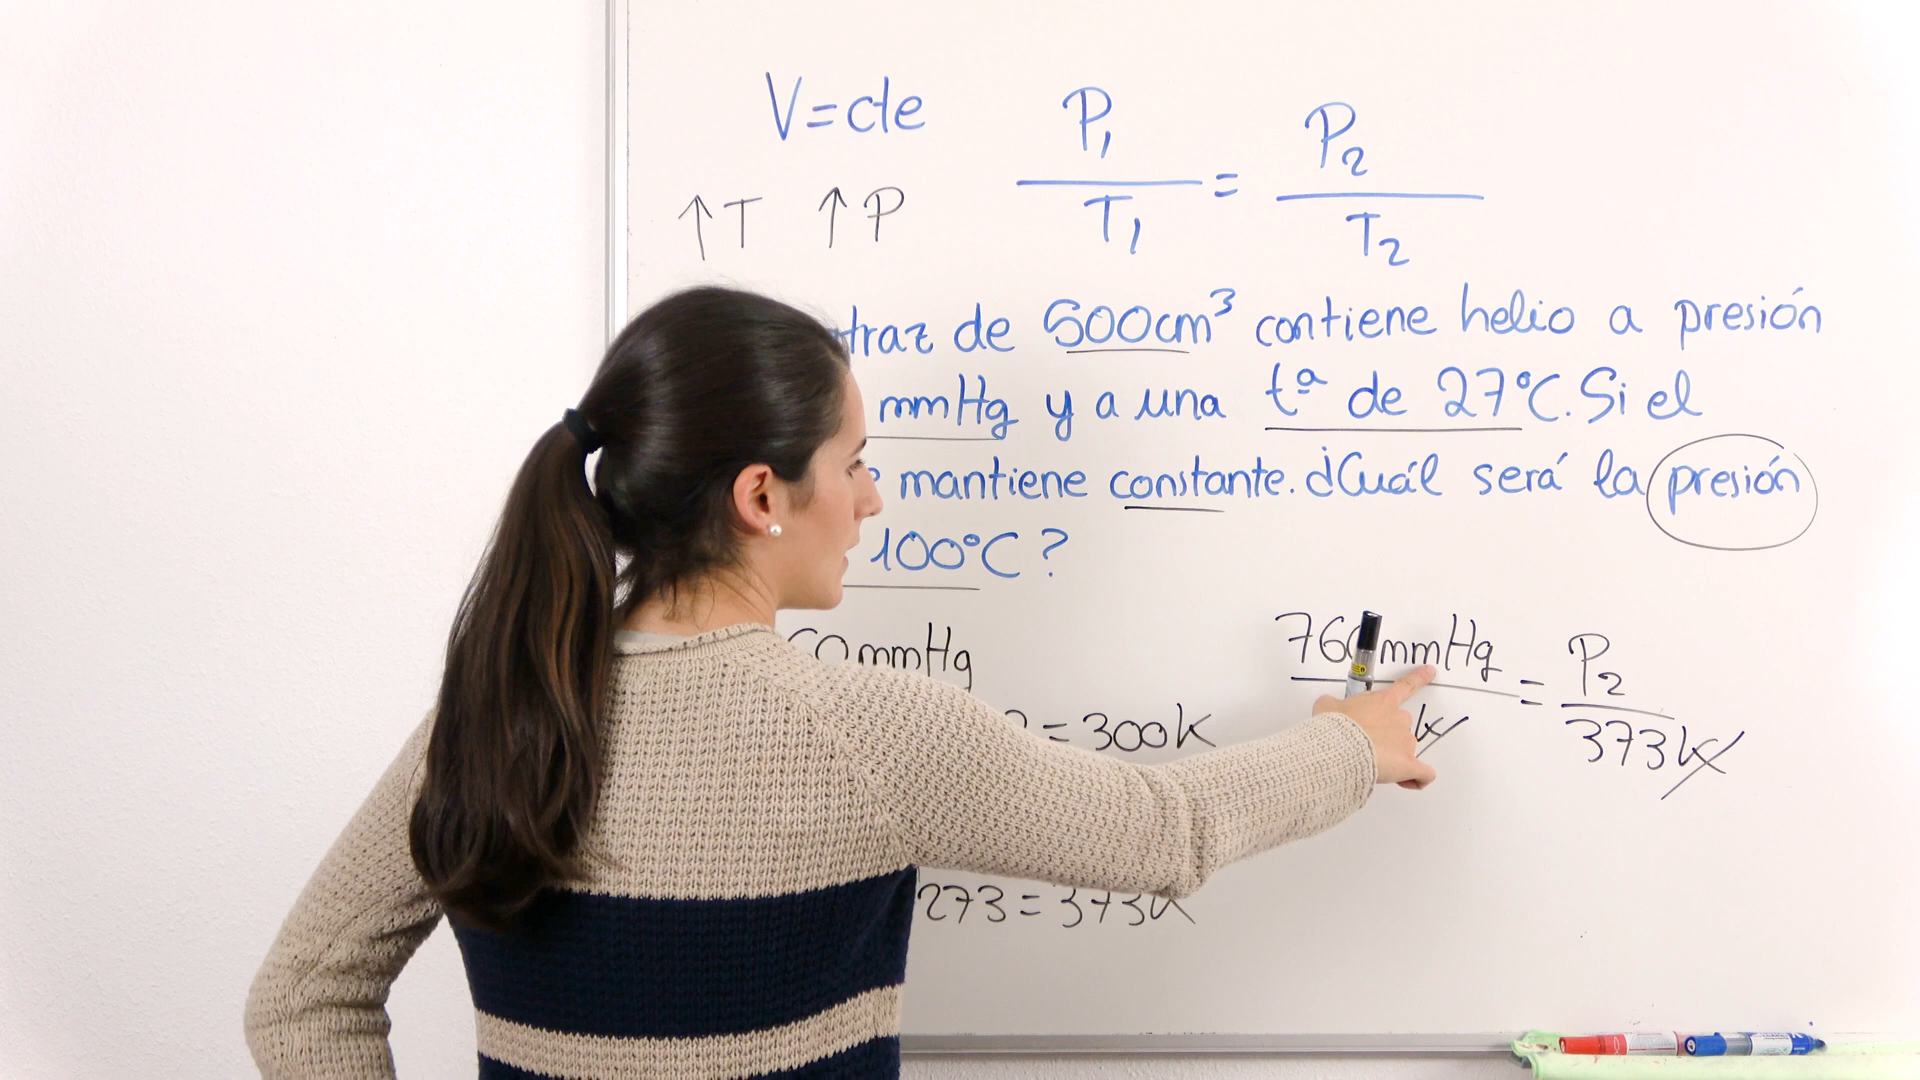 V=cte
P₁/T₁ = P₂/T₂
↑T ↑P
de 500cm³ contiene helio a presión
mmHg y a una tª de 27°C. Si el
mantiene constante. ¿Cuál será la presión
100°C?
mmHg
760 mmHg / K = P₂ / 373K
= 300K
273 = 373K